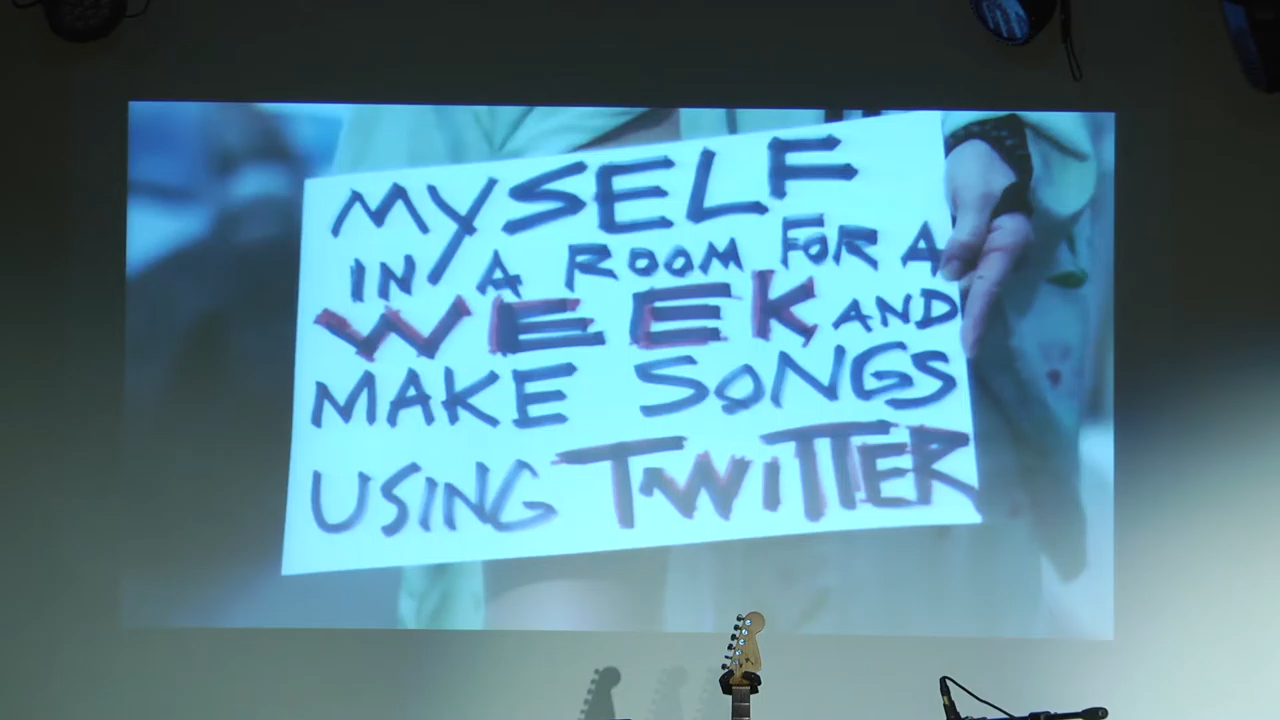 MYSELF
IN A ROOM FOR A
WEEK AND
MAKE SONGS
USING TWITTER